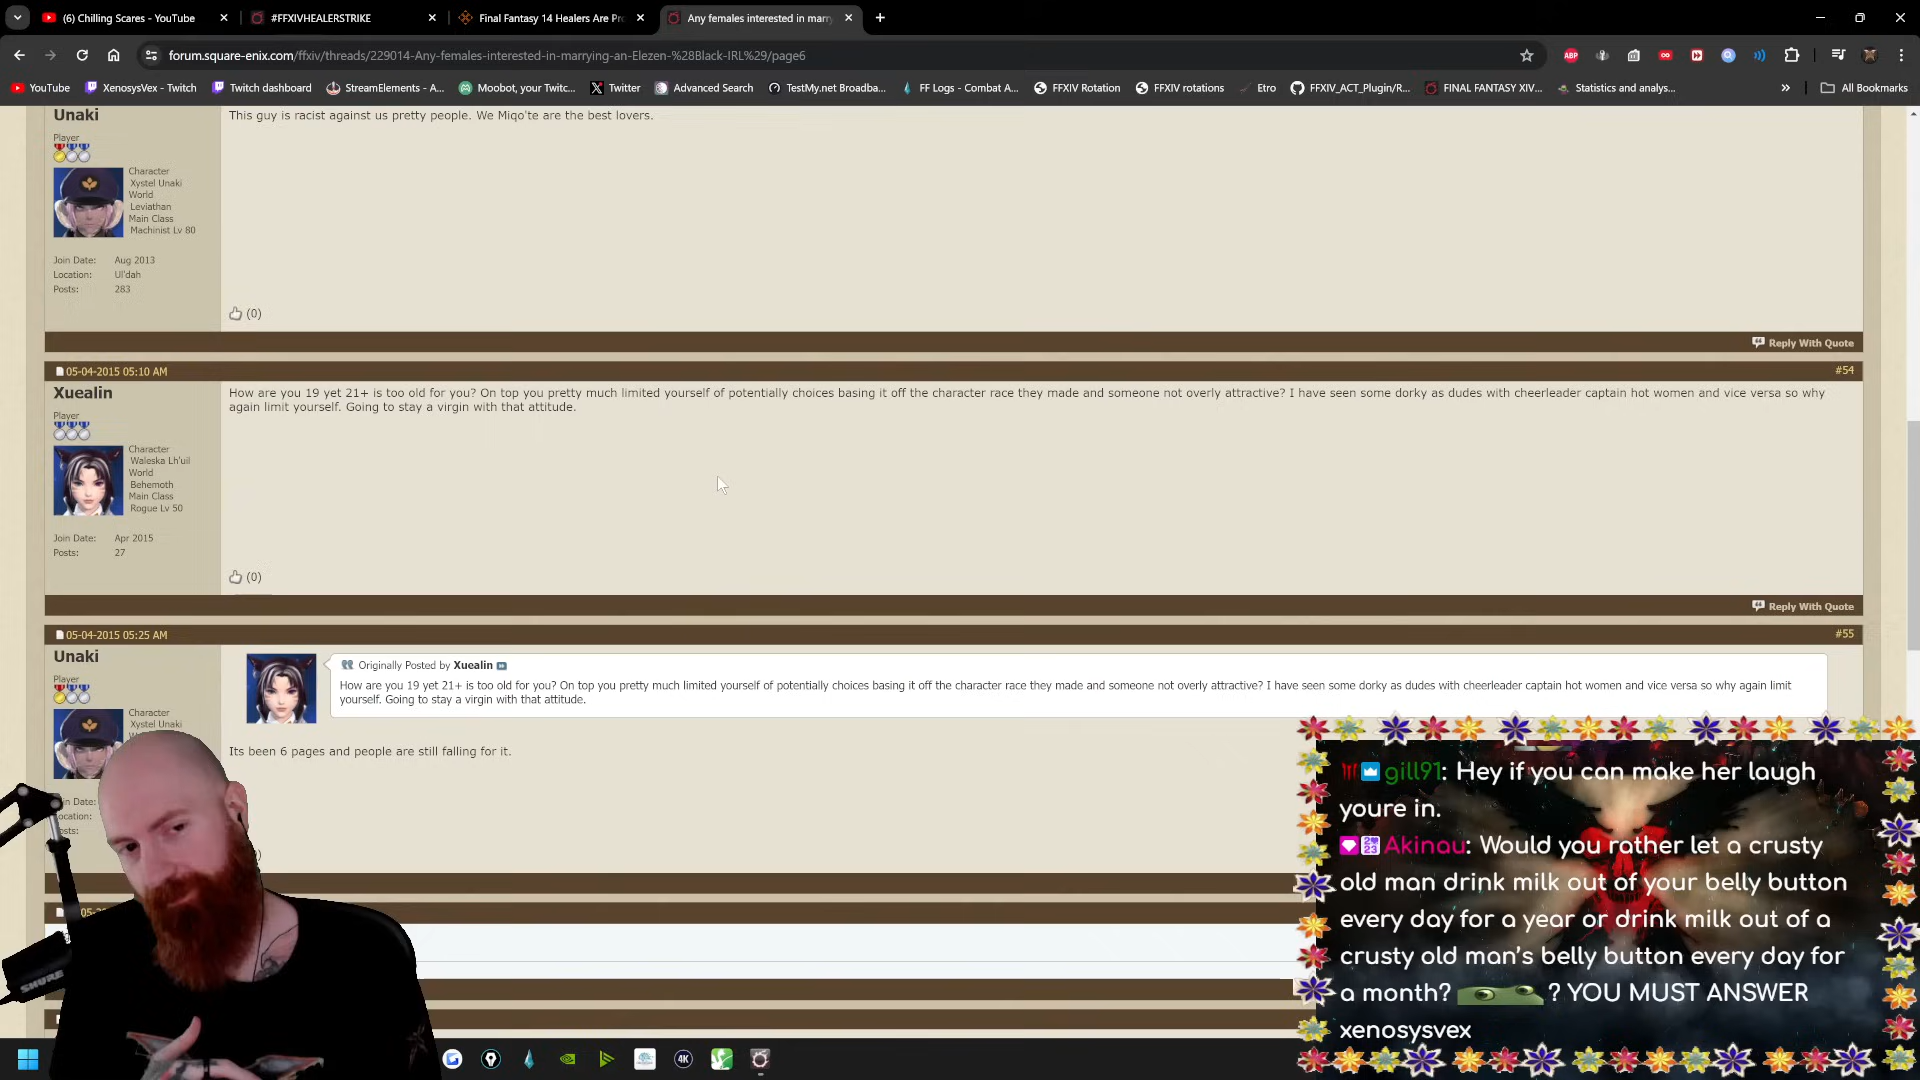 (6) Chilling Scares - YouTube
#FFXIVHEALERSTRIKE
Final Fantasy 14 Healers Are Pro
Any females interested in marry
forum.square-enix.com/ffxiv/threads/229014-Any-females-interested-in-marrying-an-Elezen-%28Black-IRL%29/page6
YouTube
XenosysVex - Twitch
Twitch dashboard
StreamElements - A...
Moobot, your Twitc...
Twitter
Advanced Search
TestMy.net Broadba...
FF Logs - Combat A...
FFXIV Rotation
FFXIV rotations
Etro
FFXIV_ACT_Plugin/R...
FINAL FANTASY XIV...
Statistics and analys...
»
All Bookmarks
Unaki
Player
Character
Xystel Unaki
World
Leviathan
Main Class
Machinist Lv 80
Join Date: Aug 2013
Location: Ul'dah
Posts: 283
This guy is racist against us pretty people. We Miqo'te are the best lovers.
(0)
Reply With Quote
05-04-2015 05:10 AM
#54
Xuealin
Player
Character
Waleska Lh'uil
World
Behemoth
Main Class
Rogue Lv 50
Join Date: Apr 2015
Posts: 27
How are you 19 yet 21+ is too old for you? On top you pretty much limited yourself of potentially choices basing it off the character race they made and someone not overly attractive? I have seen some dorky as dudes with cheerleader captain hot women and vice versa so why
again limit yourself. Going to stay a virgin with that attitude.
(0)
Reply With Quote
05-04-2015 05:25 AM
#55
Unaki
Player
Character
Xystel Unaki
World
Originally Posted by Xuealin
How are you 19 yet 21+ is too old for you? On top you pretty much limited yourself of potentially choices basing it off the character race they made and someone not overly attractive? I have seen some dorky as dudes with cheerleader captain hot women and vice versa so why again limit
yourself. Going to stay a virgin with that attitude.
Its been 6 pages and people are still falling for it.
gill91: Hey if you can make her laugh
youre in.
Akinau: Would you rather let a crusty
old man drink milk out of your belly button
every day for a year or drink milk out of a
crusty old man's belly button every day for
a month? ? YOU MUST ANSWER
xenosysvex
SHURE
4K